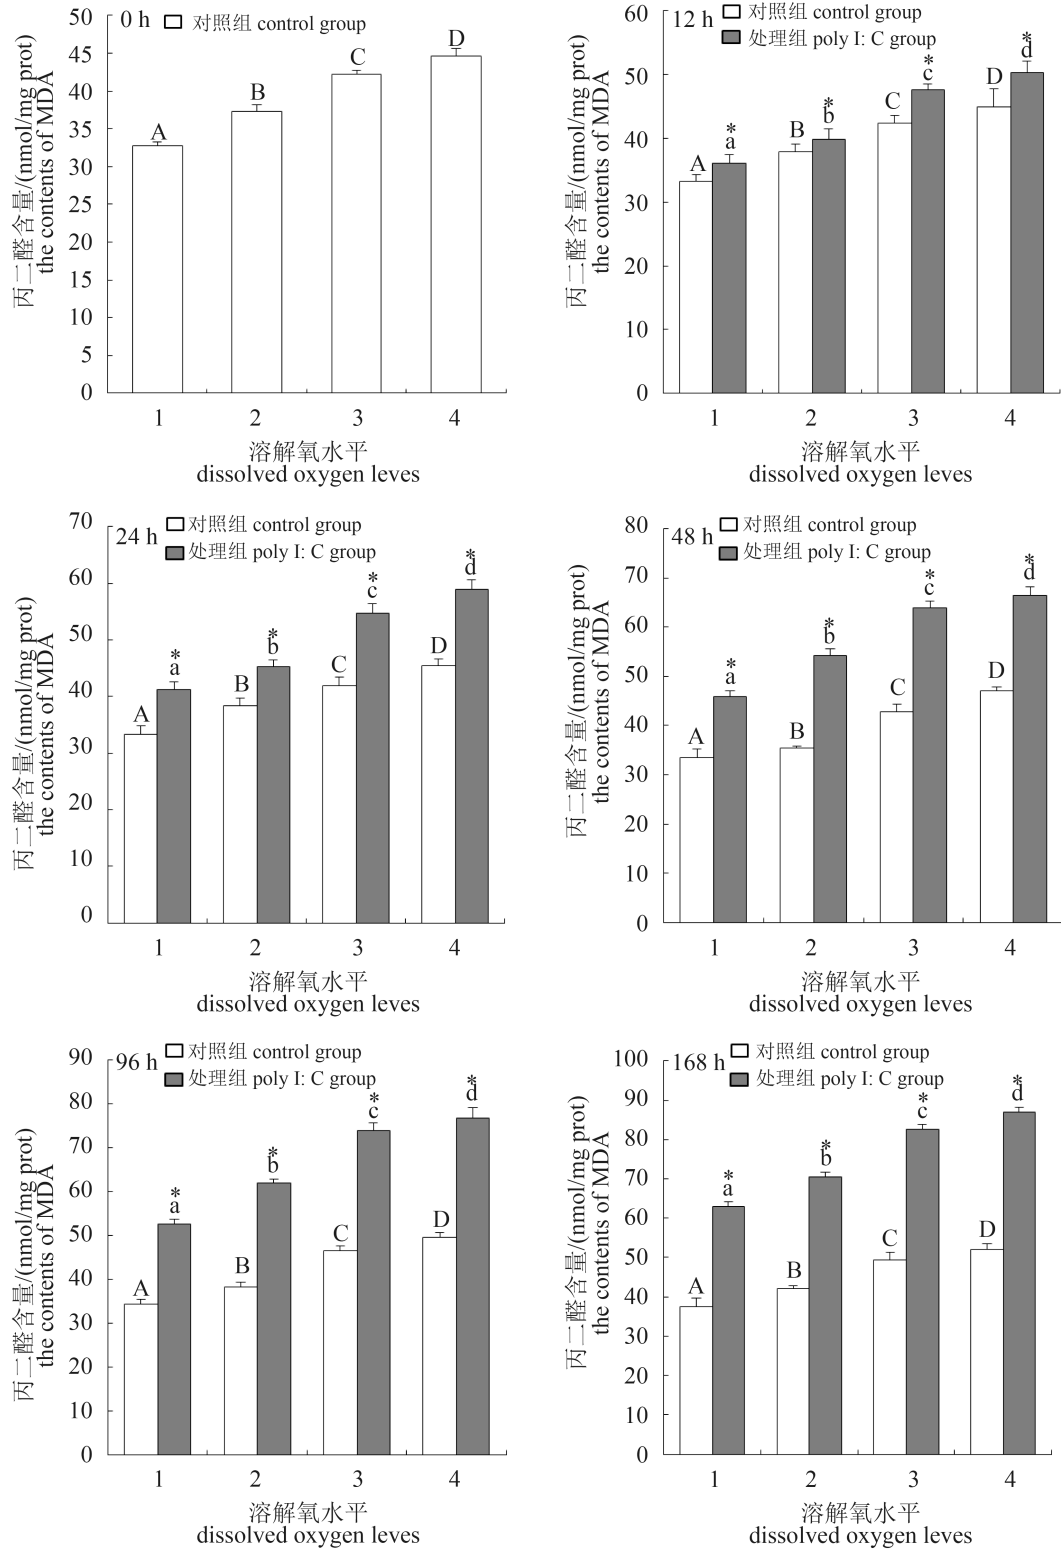 0 h
对照组 control group
丙二醛含量/(nmol/mg prot)
the contents of MDA
50
45
40
35
30
25
20
15
10
5
0
A
B
C
D
1 2 3 4
溶解氧水平
dissolved oxygen leves
12 h
对照组 control group
处理组 poly I: C group
丙二醛含量/(nmol/mg prot)
the contents of MDA
60
50
40
30
20
10
0
A
*
a
B
*
b
C
*
c
D
*
d
1 2 3 4
溶解氧水平
dissolved oxygen leves
24 h
对照组 control group
处理组 poly I: C group
丙二醛含量/(nmol/mg prot)
the contents of MDA
70
60
50
40
30
20
10
0
A
*
a
B
*
b
C
*
c
D
*
d
1 2 3 4
溶解氧水平
dissolved oxygen leves
48 h
对照组 control group
处理组 poly I: C group
丙二醛含量/(nmol/mg prot)
the contents of MDA
80
70
60
50
40
30
20
10
0
A
*
a
B
*
b
C
*
c
D
*
d
1 2 3 4
溶解氧水平
dissolved oxygen leves
96 h
对照组 control group
处理组 poly I: C group
丙二醛含量/(nmol/mg prot)
the contents of MDA
90
80
70
60
50
40
30
20
10
0
A
*
a
B
*
b
C
*
c
D
*
d
1 2 3 4
溶解氧水平
dissolved oxygen leves
168 h
对照组 control group
处理组 poly I: C group
丙二醛含量/(nmol/mg prot)
the contents of MDA
100
90
80
70
60
50
40
30
20
10
0
A
*
a
B
*
b
C
*
c
D
*
d
1 2 3 4
溶解氧水平
dissolved oxygen leves